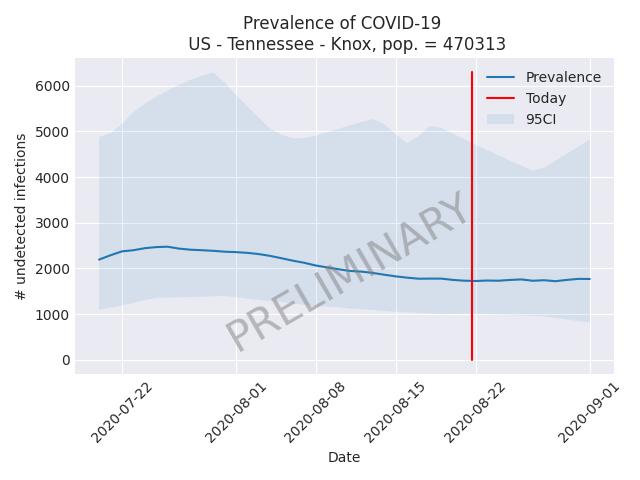 Prevalence of COVID-19
US - Tennessee - Knox, pop. = 470313
# undetected infections
6000
5000
4000
3000
2000
1000
0
Prevalence
Today
95CI
PRELIMINARY
2020-07-22
2020-08-01
2020-08-08
2020-08-15
2020-08-22
2020-09-01
Date